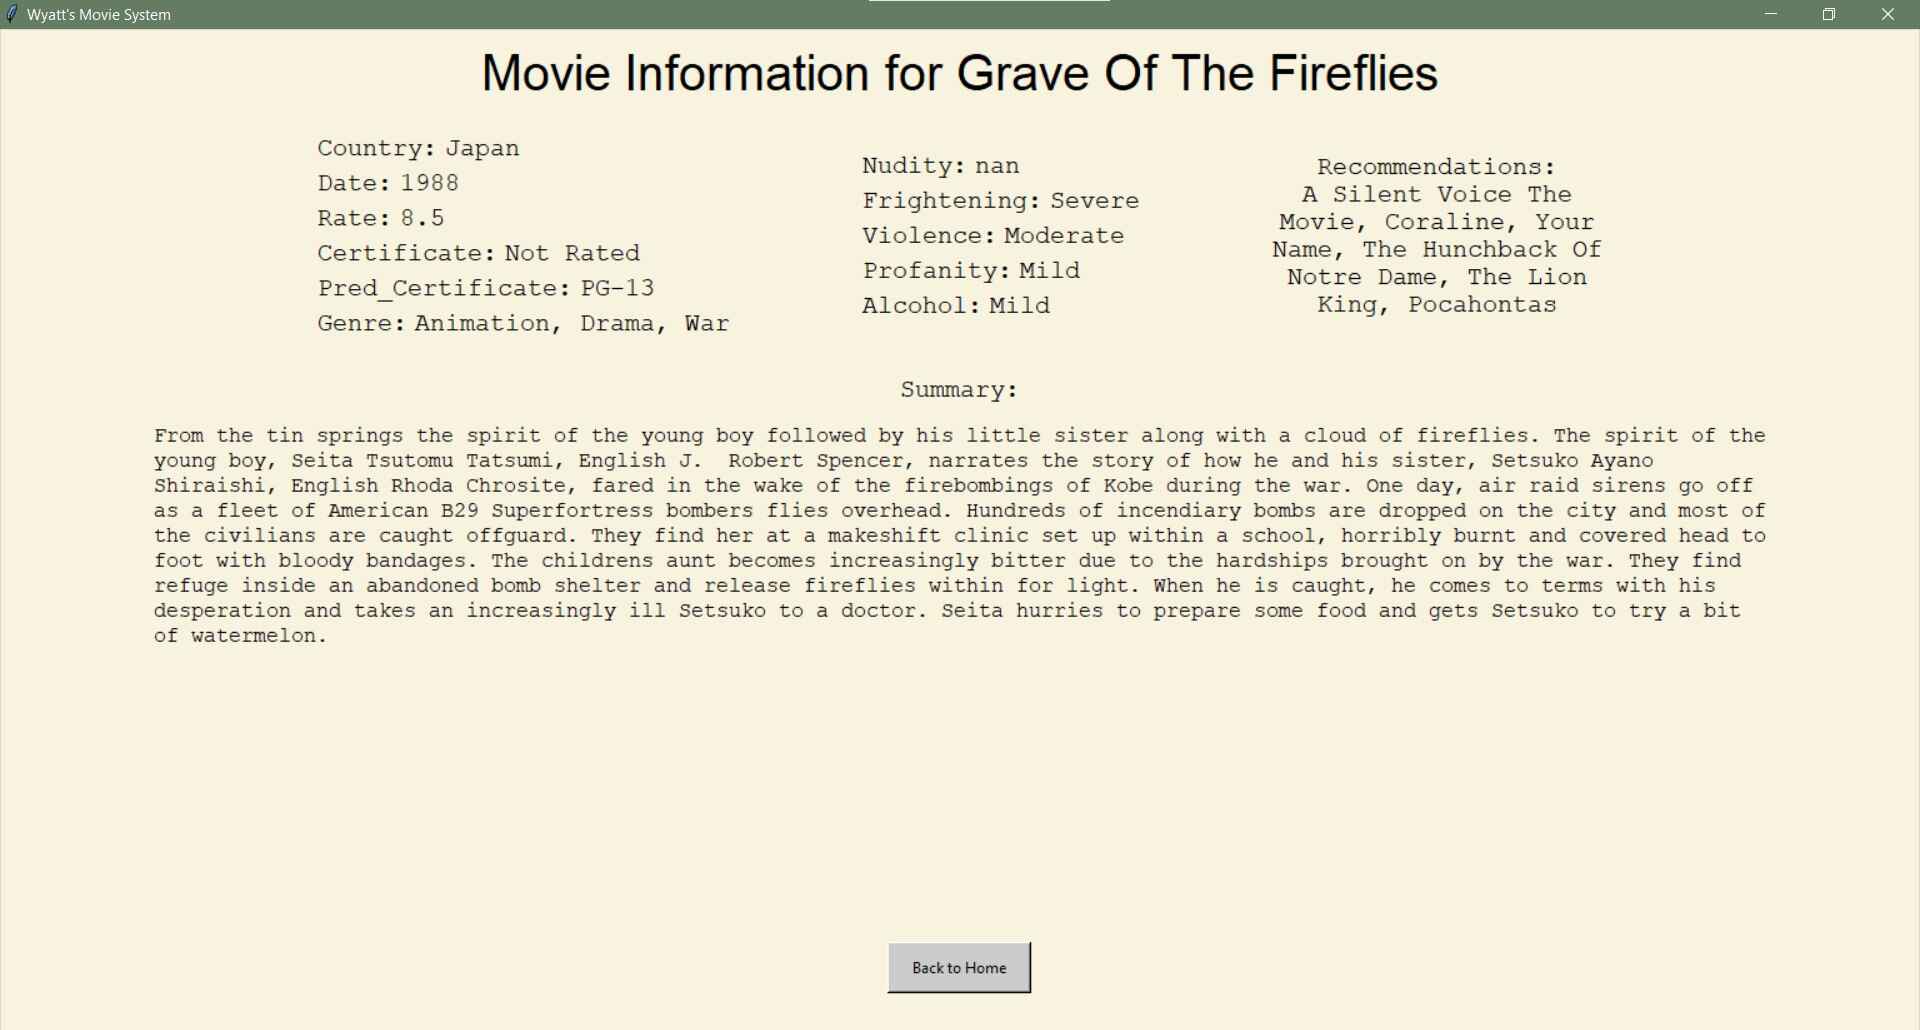 Wyatt's Movie System
Movie Information for Grave Of The Fireflies
Country: Japan
Date: 1988
Rate: 8.5
Certificate: Not Rated
Pred_Certificate: PG-13
Genre: Animation, Drama, War
Nudity: nan
Frightening: Severe
Violence: Moderate
Profanity: Mild
Alcohol: Mild
Recommendations:
A Silent Voice The
Movie, Coraline, Your
Name, The Hunchback Of
Notre Dame, The Lion
King, Pocahontas
Summary:
From the tin springs the spirit of the young boy followed by his little sister along with a cloud of fireflies. The spirit of the
young boy, Seita Tsutomu Tatsumi, English J.  Robert Spencer, narrates the story of how he and his sister, Setsuko Ayano
Shiraishi, English Rhoda Chrosite, fared in the wake of the firebombings of Kobe during the war. One day, air raid sirens go off
as a fleet of American B29 Superfortress bombers flies overhead. Hundreds of incendiary bombs are dropped on the city and most of
the civilians are caught offguard. They find her at a makeshift clinic set up within a school, horribly burnt and covered head to
foot with bloody bandages. The childrens aunt becomes increasingly bitter due to the hardships brought on by the war. They find
refuge inside an abandoned bomb shelter and release fireflies within for light. When he is caught, he comes to terms with his
desperation and takes an increasingly ill Setsuko to a doctor. Seita hurries to prepare some food and gets Setsuko to try a bit
of watermelon.
Back to Home